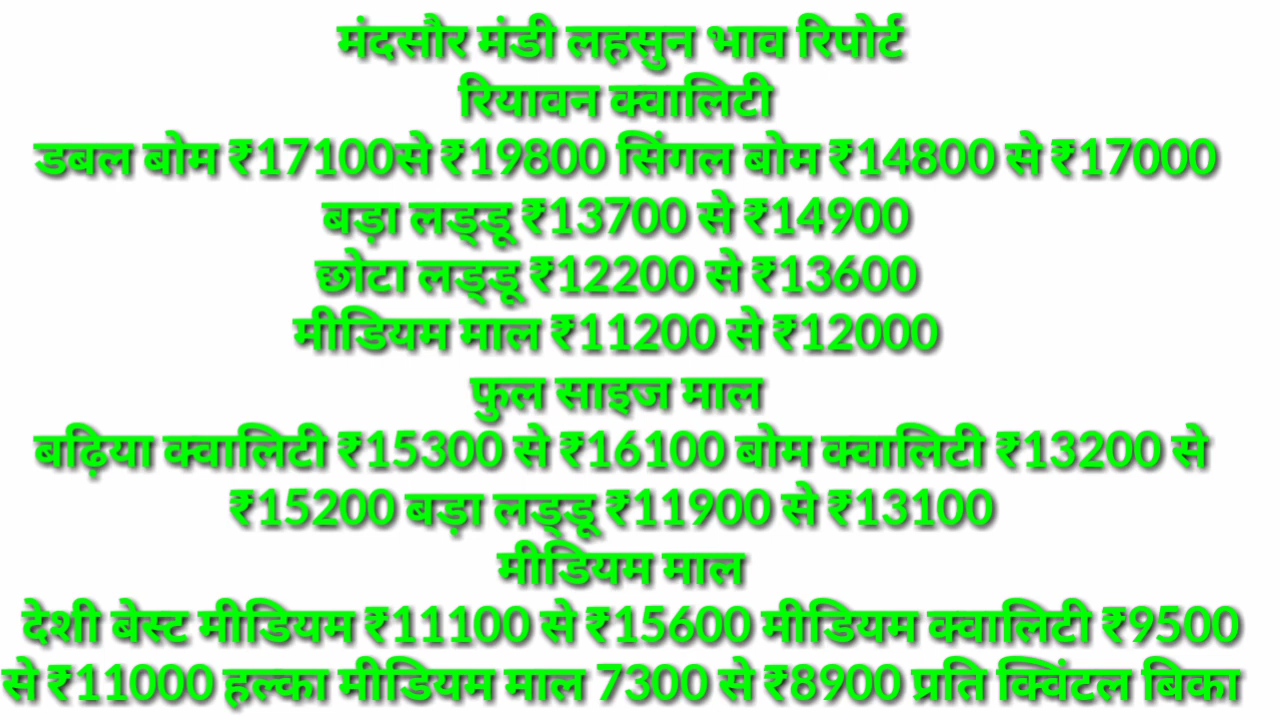 मंदसौर मंडी लहसुन भाव रिपोर्ट
रियावन क्वालिटी
डबल बोम ₹17100से ₹19800 सिंगल बोम ₹14800 से ₹17000
बड़ा लड्डू ₹13700 से ₹14900
छोटा लड्डू ₹12200 से ₹13600
मीडियम माल ₹11200 से ₹12000
फुल साइज माल
बढ़िया क्वालिटी ₹15300 से ₹16100 बोम क्वालिटी ₹13200 से
₹15200 बड़ा लड्डू ₹11900 से ₹13100
मीडियम माल
देशी बेस्ट मीडियम ₹11100 से ₹15600 मीडियम क्वालिटी ₹9500
से ₹11000 हल्का मीडियम माल 7300 से ₹8900 प्रति क्विंटल बिका